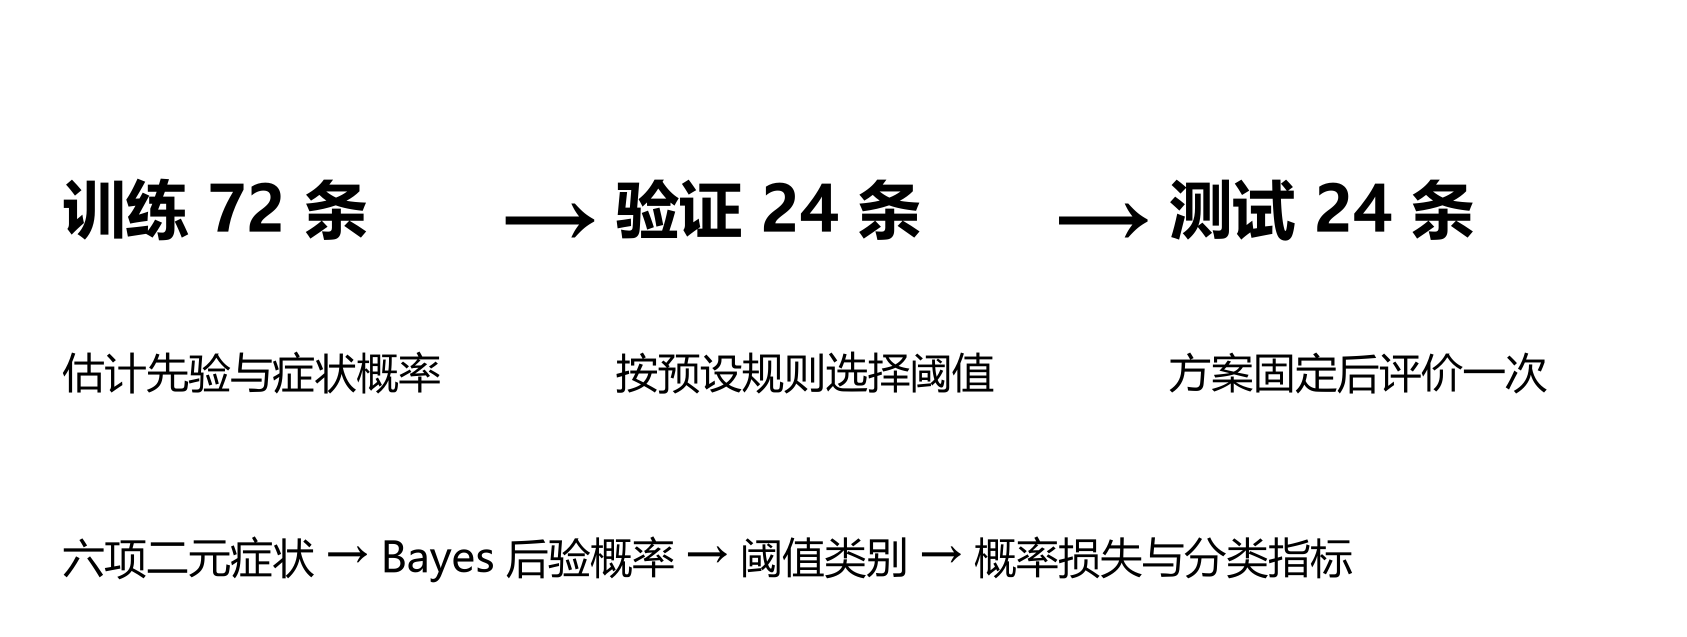 训练 72 条 → 验证 24 条 → 测试 24 条
估计先验与症状概率 按预设规则选择阈值 方案固定后评价一次
六项二元症状 → Bayes 后验概率 → 阈值类别 → 概率损失与分类指标